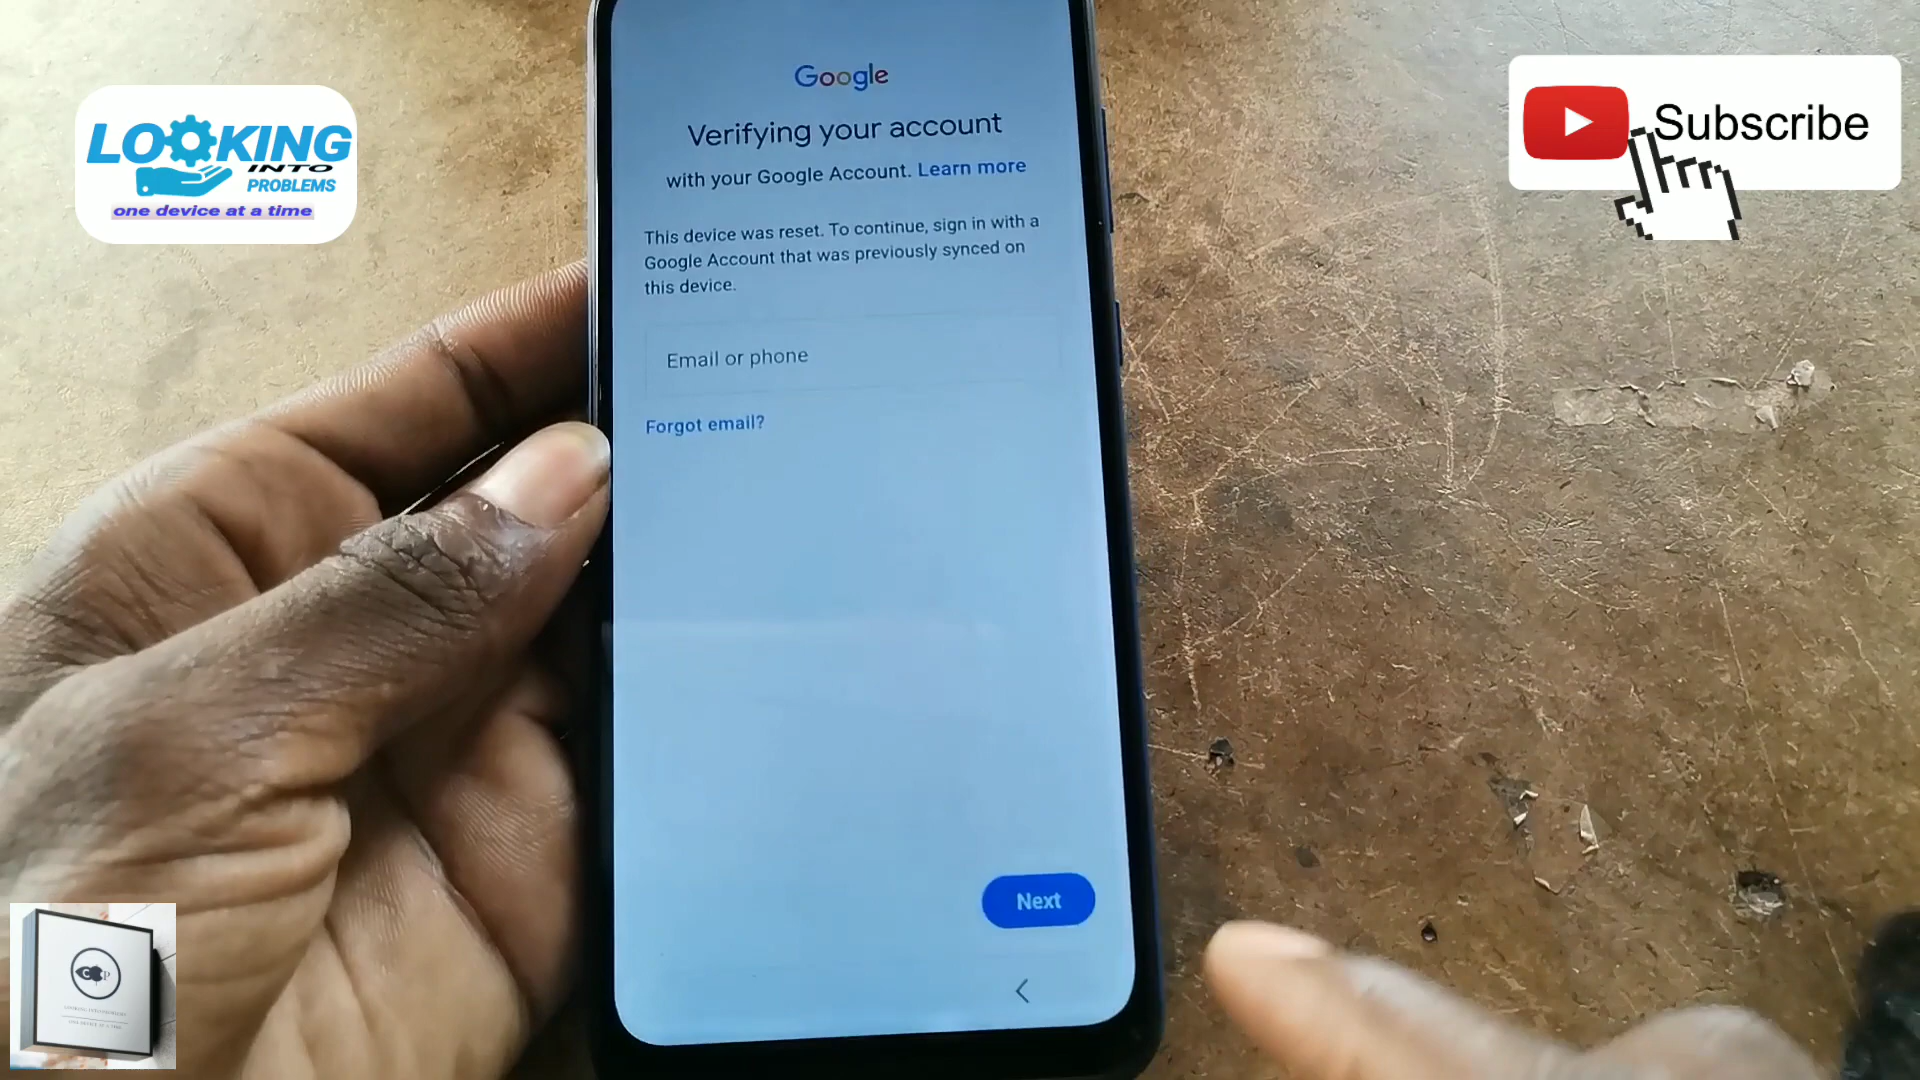 LOOKING
INTO
PROBLEMS
one device at a time
Subscribe
Google
Verifying your account
with your Google Account. Learn more
This device was reset. To continue, sign in with a
Google Account that was previously synced on
this device.
Email or phone
Forgot email?
Next